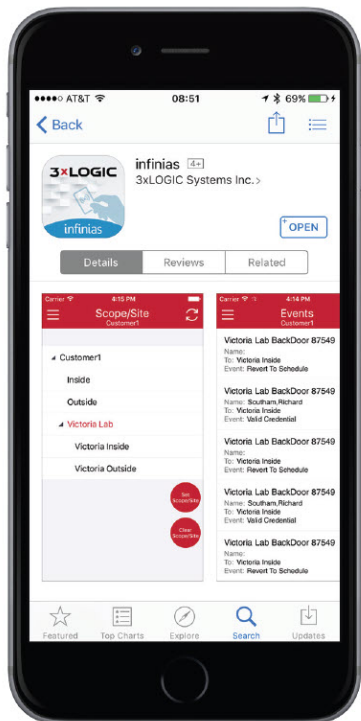 ●●●●○ AT&T 08:51 69%
Back
infinias 4+
3xLOGIC Systems Inc. >
3×LOGIC
infinias
+OPEN
Details Reviews Related
Carrier 4:15 PM
Scope/Site
Customer1
Customer1
Inside
Outside
Victoria Lab
Victoria Inside
Victoria Outside
Set
Scope/Site
Clear
Scope/Site
Carrier 4:14 PM
Events
Customer1
Victoria Lab BackDoor 87549
Name:
To: Victoria Inside
Event: Revert To Schedule
Victoria Lab BackDoor 87549
Name: Southam,Richard
To: Victoria Inside
Event: Valid Credential
Victoria Lab BackDoor 87549
Name:
To: Victoria Inside
Event: Revert To Schedule
Victoria Lab BackDoor 87549
Name: Southam,Richard
To: Victoria Inside
Event: Valid Credential
Victoria Lab BackDoor 87549
Name:
To: Victoria Inside
Event: Revert To Schedule
Featured Top Charts Explore Search Updates